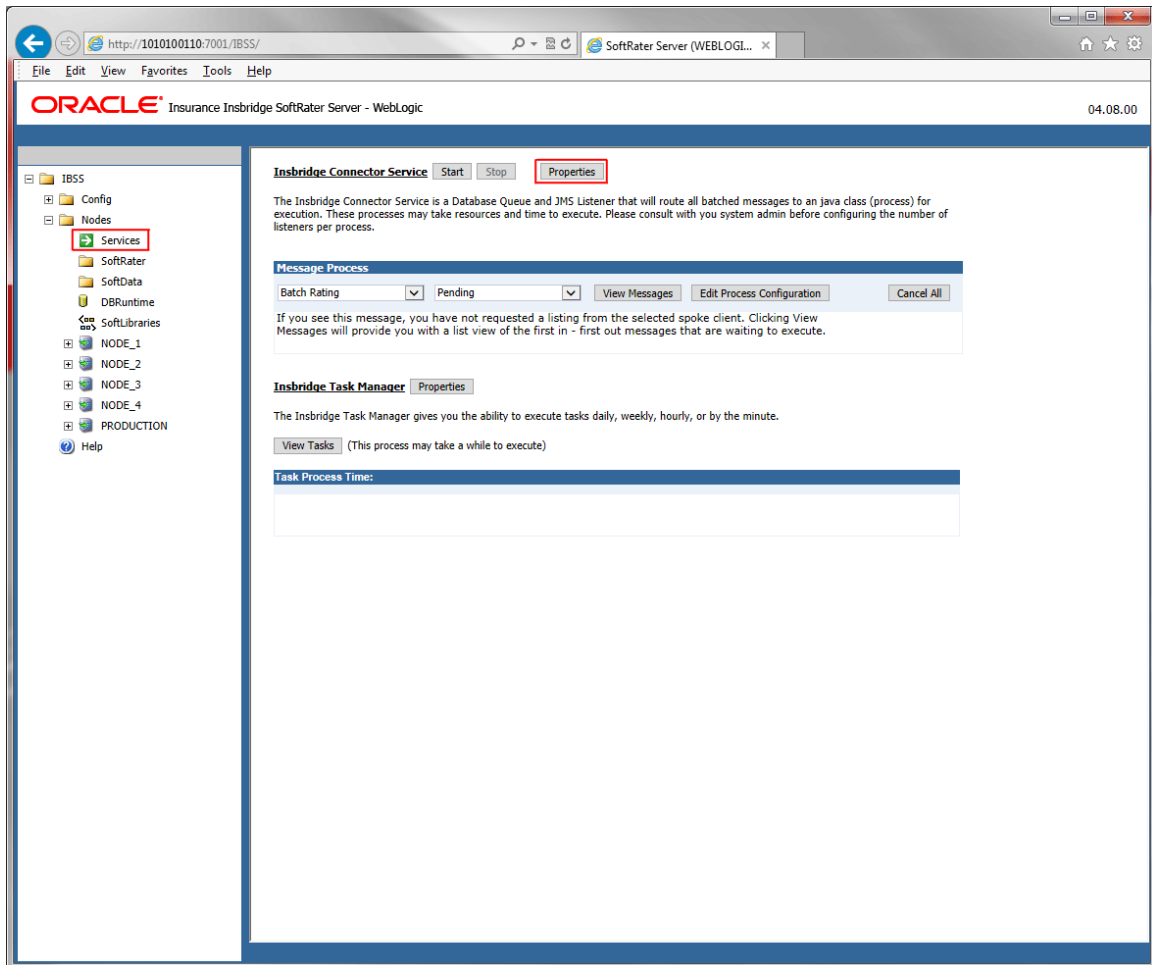 http://1010100110:7001/IBSS/
SoftRater Server (WEBLOGI...
File Edit View Favorites Tools Help
ORACLE® Insurance Insbridge SoftRater Server - WebLogic
04.08.00
IBSS
Config
Nodes
Services
SoftRater
SoftData
DBRuntime
SoftLibraries
NODE_1
NODE_2
NODE_3
NODE_4
PRODUCTION
Help
Insbridge Connector Service Start Stop Properties
The Insbridge Connector Service is a Database Queue and JMS Listener that will route all batched messages to an java class (process) for
execution. These processes may take resources and time to execute. Please consult with you system admin before configuring the number of
listeners per process.
Message Process
Batch Rating Pending View Messages Edit Process Configuration Cancel All
If you see this message, you have not requested a listing from the selected spoke client. Clicking View
Messages will provide you with a list view of the first in - first out messages that are waiting to execute.
Insbridge Task Manager Properties
The Insbridge Task Manager gives you the ability to execute tasks daily, weekly, hourly, or by the minute.
View Tasks (This process may take a while to execute)
Task Process Time: